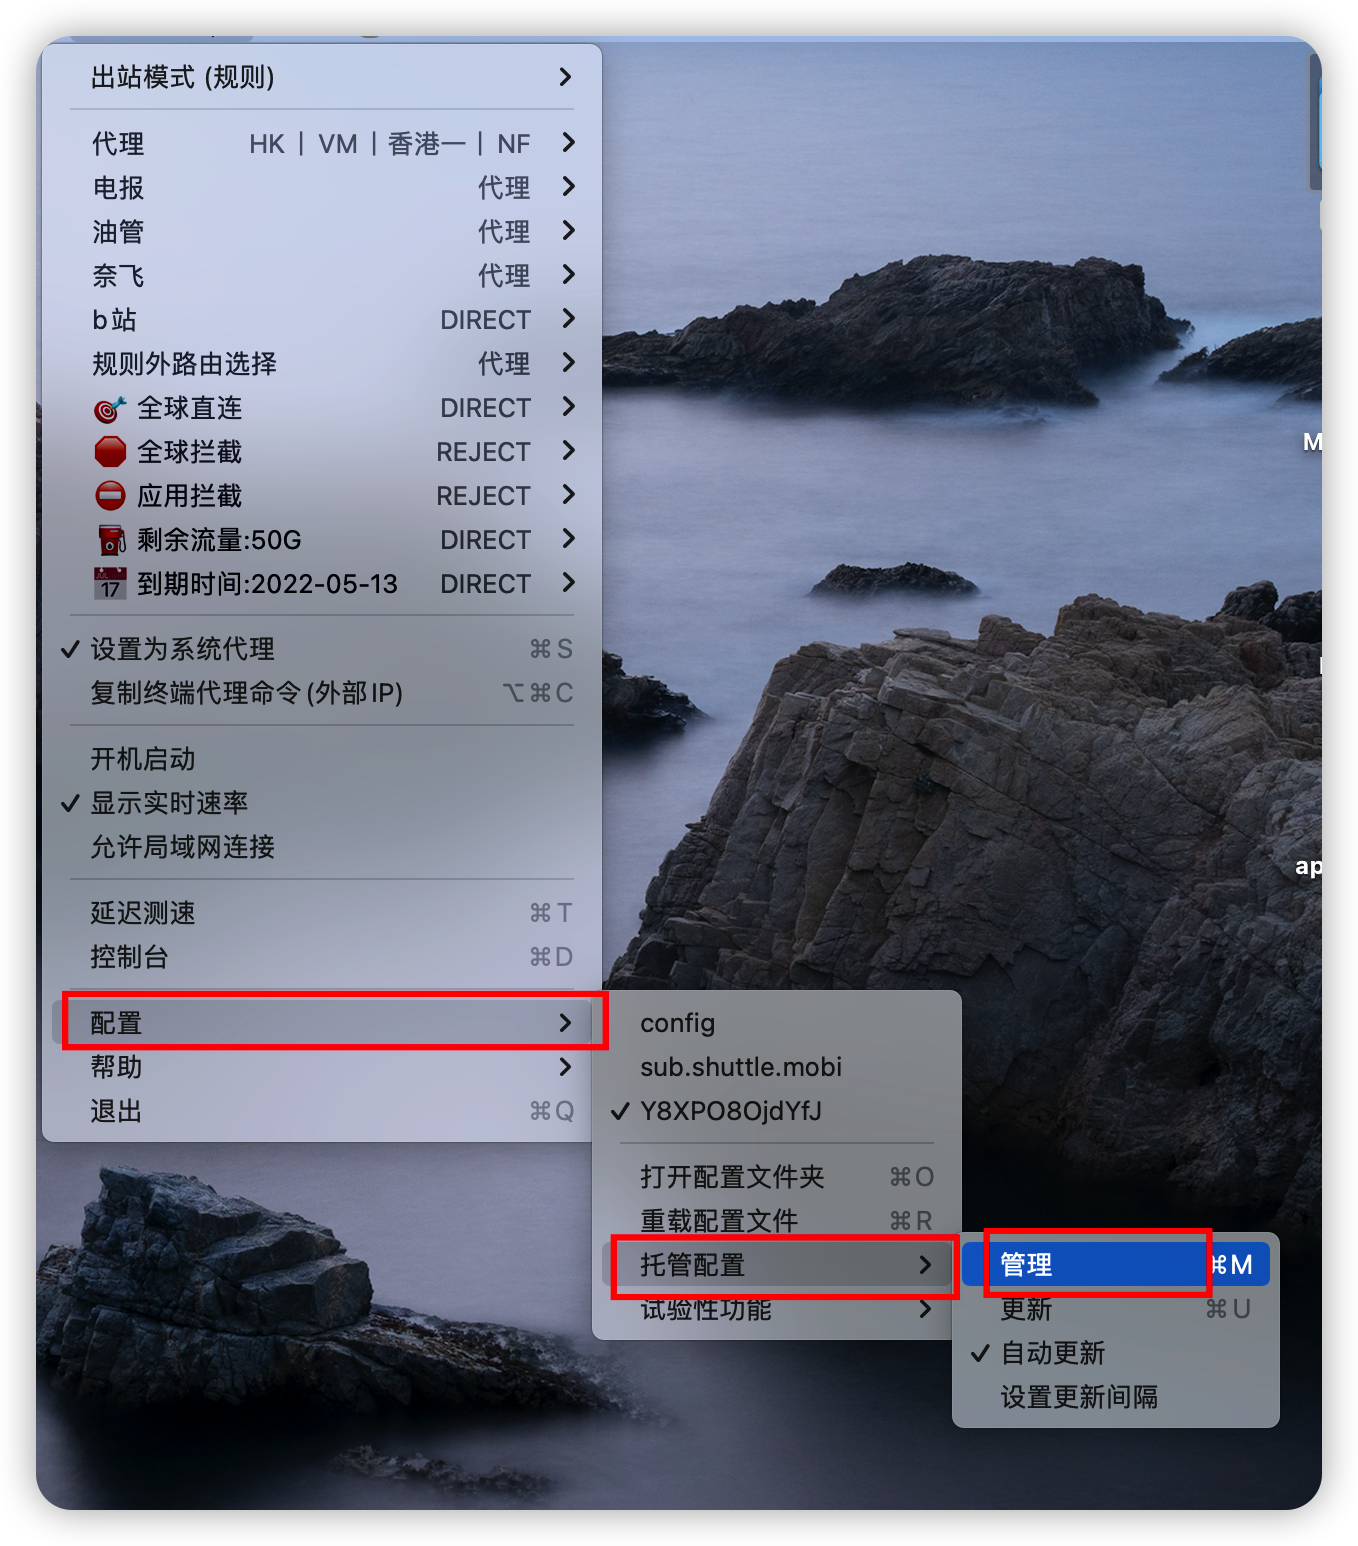 出站模式 (规则)
代理 HK | VM | 香港一 | NF
电报 代理
油管 代理
奈飞 代理
b站 DIRECT
规则外路由选择 代理
全球直连 DIRECT
全球拦截 REJECT
应用拦截 REJECT
剩余流量:50G DIRECT
JUL 17 到期时间:2022-05-13 DIRECT
✓ 设置为系统代理 ⌘S
复制终端代理命令 (外部IP) ⌥⌘C
开机启动
✓ 显示实时速率
允许局域网连接
延迟测速 ⌘T
控制台 ⌘D
配置
帮助
退出 ⌘Q
config
sub.shuttle.mobi
✓ Y8XPO8OjdYfJ
打开配置文件夹 ⌘O
重载配置文件 ⌘R
托管配置
试验性功能
管理 ⌘M
更新 ⌘U
✓ 自动更新
设置更新间隔
M
ap